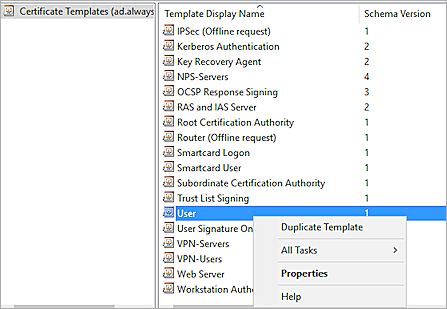 Certificate Templates (ad.always
Template Display Name Schema Version
IPSec (Offline request) 1
Kerberos Authentication 2
Key Recovery Agent 2
NPS-Servers 4
OCSP Response Signing 3
RAS and IAS Server 2
Root Certification Authority 1
Router (Offline request) 1
Smartcard Logon 1
Smartcard User 1
Subordinate Certification Authority 1
Trust List Signing 1
User 1
User Signature On
VPN-Servers
VPN-Users
Web Server
Workstation Authe
Duplicate Template
All Tasks
Properties
Help